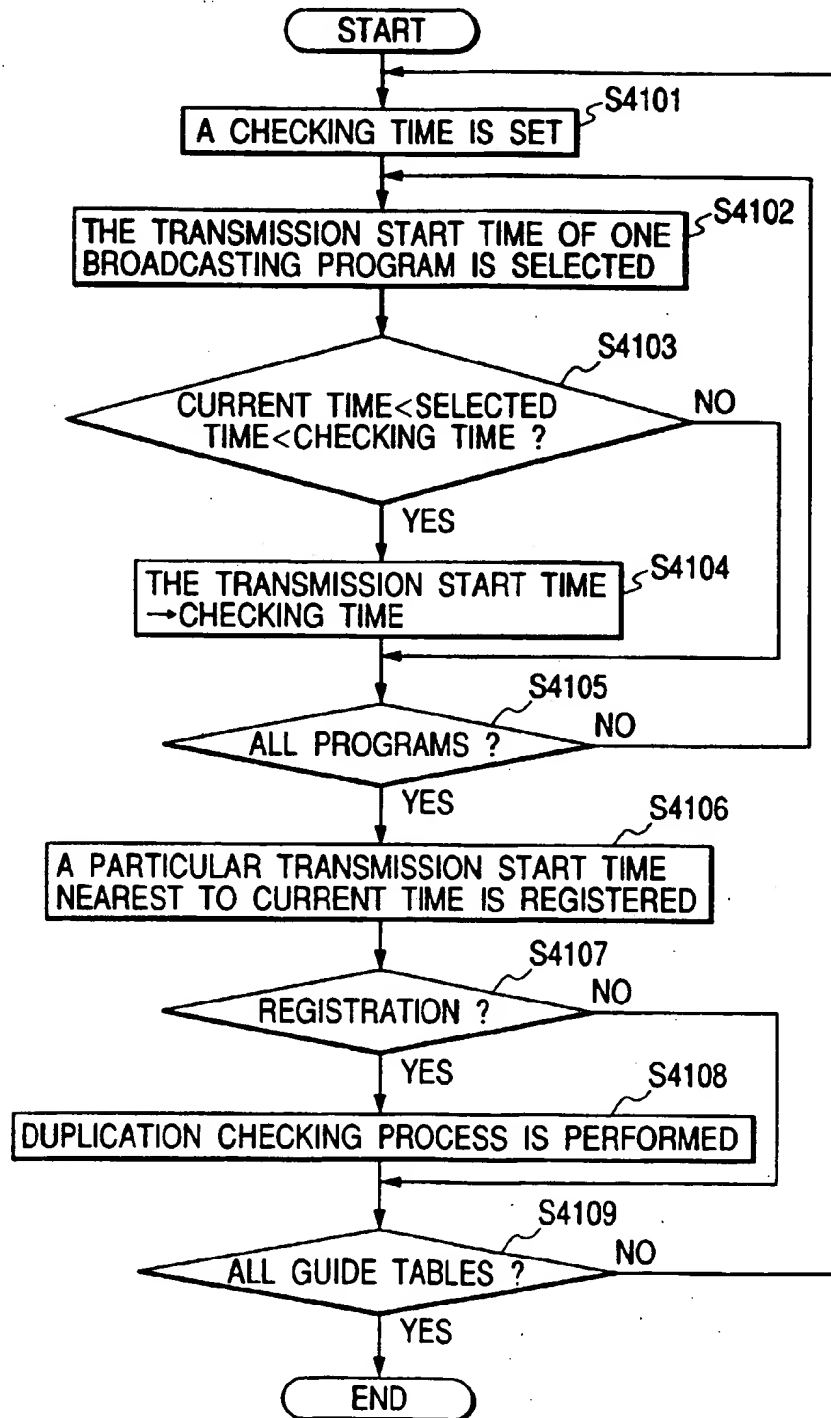 START
S4101
A CHECKING TIME IS SET
S4102
THE TRANSMISSION START TIME OF ONE
BROADCASTING PROGRAM IS SELECTED
S4103
CURRENT TIME<SELECTED
TIME<CHECKING TIME ?
NO
YES
S4104
THE TRANSMISSION START TIME
→CHECKING TIME
S4105
ALL PROGRAMS ?
NO
YES
S4106
A PARTICULAR TRANSMISSION START TIME
NEAREST TO CURRENT TIME IS REGISTERED
S4107
REGISTRATION ?
NO
YES
S4108
DUPLICATION CHECKING PROCESS IS PERFORMED
S4109
ALL GUIDE TABLES ?
NO
YES
END